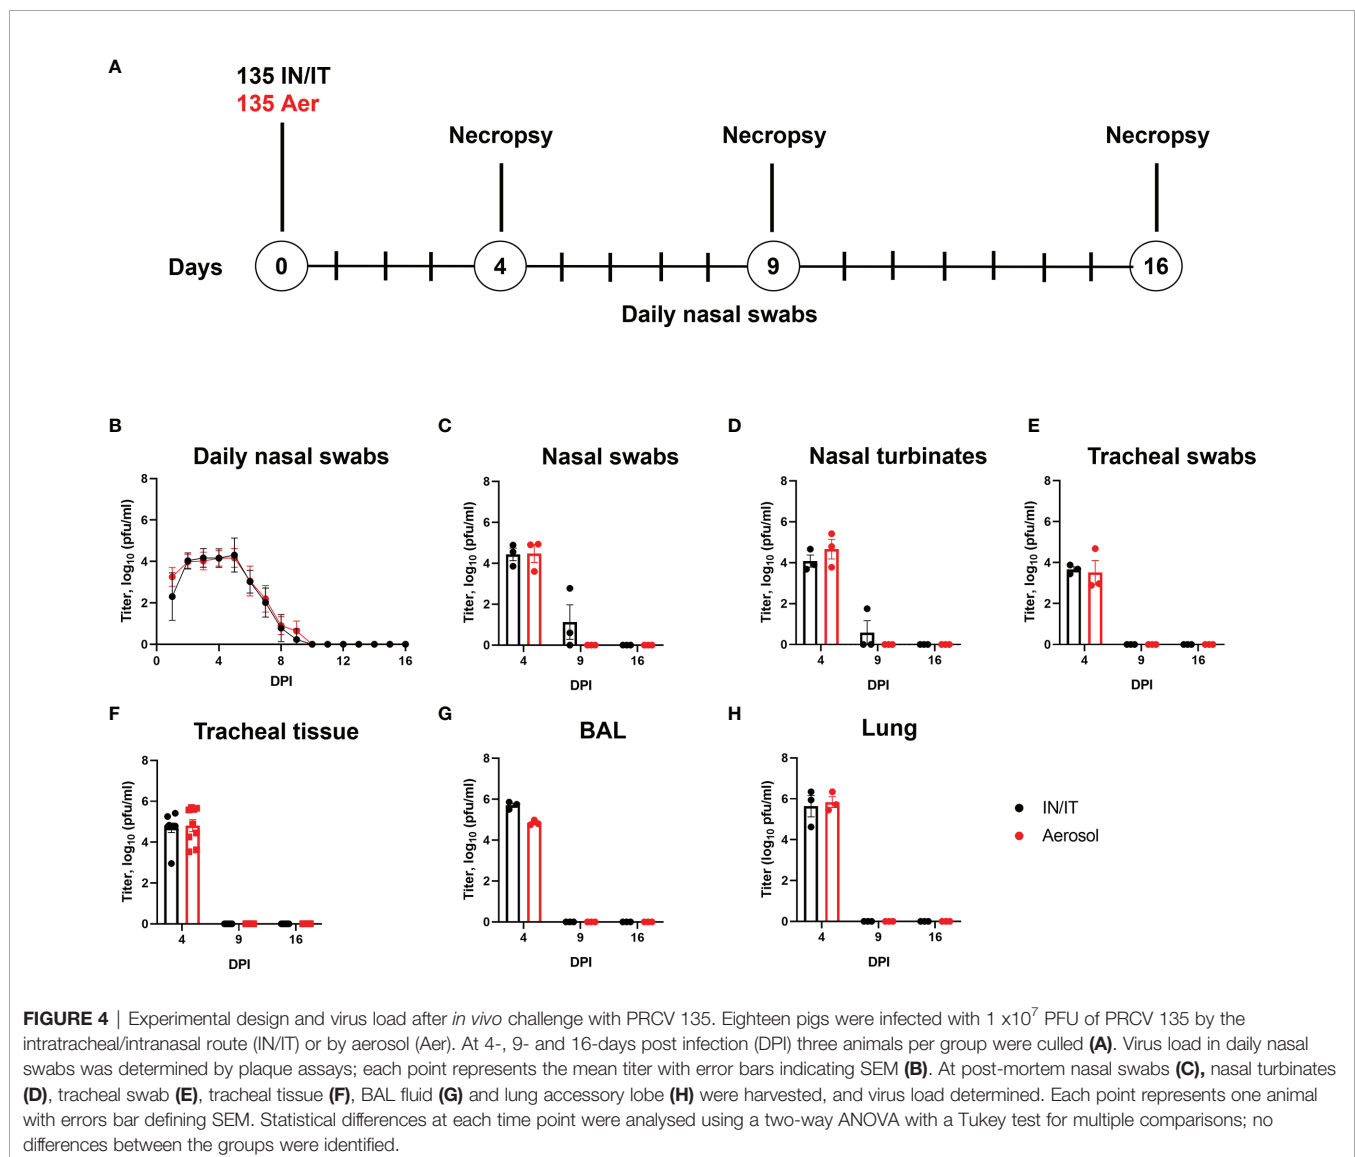 A
135 IN/IT
135 Aer
Necropsy
Necropsy
Necropsy
Days
0
4
9
16
Daily nasal swabs
B
Daily nasal swabs
Titer, log10 (pfu/ml)
8
6
4
2
0
0
4
8
12
16
DPI
C
Nasal swabs
Titer, log10 (pfu/ml)
8
6
4
2
0
4
9
16
DPI
D
Nasal turbinates
Titer, log10 (pfu/ml)
8
6
4
2
0
4
9
16
DPI
E
Tracheal swabs
Titer, log10 (pfu/ml)
8
6
4
2
0
4
9
16
DPI
F
Tracheal tissue
Titer, log10 (pfu/ml)
8
6
4
2
0
4
9
16
DPI
G
BAL
Titer, log10 (pfu/ml)
8
6
4
2
0
4
9
16
DPI
H
Lung
Titer (log10 pfu/ml)
8
6
4
2
0
4
9
16
DPI
IN/IT
Aerosol
FIGURE 4 | Experimental design and virus load after in vivo challenge with PRCV 135. Eighteen pigs were infected with 1 x10⁷ PFU of PRCV 135 by the
intratracheal/intranasal route (IN/IT) or by aerosol (Aer). At 4-, 9- and 16-days post infection (DPI) three animals per group were culled (A). Virus load in daily nasal
swabs was determined by plaque assays; each point represents the mean titer with error bars indicating SEM (B). At post-mortem nasal swabs (C), nasal turbinates
(D), tracheal swab (E), tracheal tissue (F), BAL fluid (G) and lung accessory lobe (H) were harvested, and virus load determined. Each point represents one animal
with errors bar defining SEM. Statistical differences at each time point were analysed using a two-way ANOVA with a Tukey test for multiple comparisons; no
differences between the groups were identified.